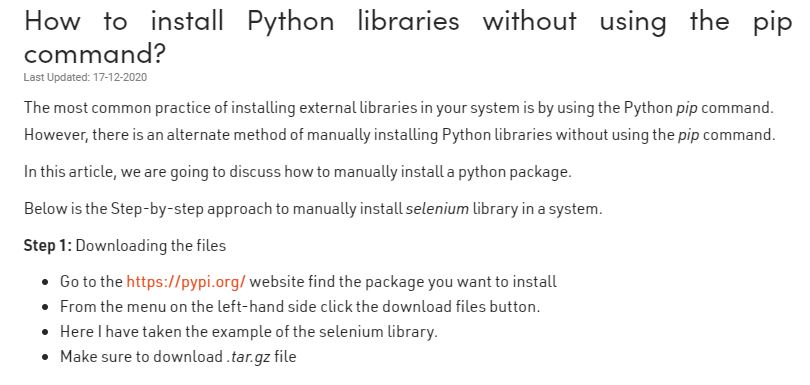 How to install Python libraries without using the pip
command?
Last Updated: 17-12-2020
The most common practice of installing external libraries in your system is by using the Python pip command.
However, there is an alternate method of manually installing Python libraries without using the pip command.
In this article, we are going to discuss how to manually install a python package.
Below is the Step-by-step approach to manually install selenium library in a system.
Step 1: Downloading the files
• Go to the https://pypi.org/ website find the package you want to install
• From the menu on the left-hand side click the download files button.
• Here I have taken the example of the selenium library.
• Make sure to download .tar.gz file